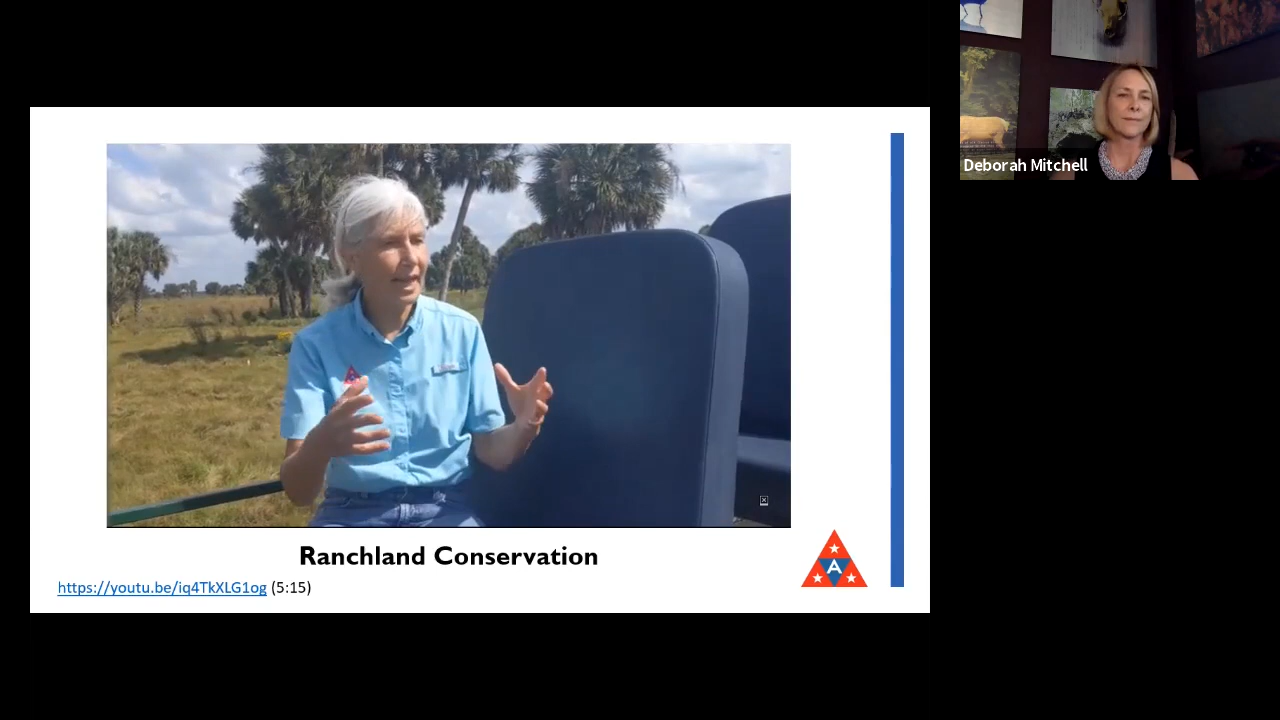 Deborah Mitchell
Ranchland Conservation
https://youtu.be/iq4TkXLG1og (5:15)
A